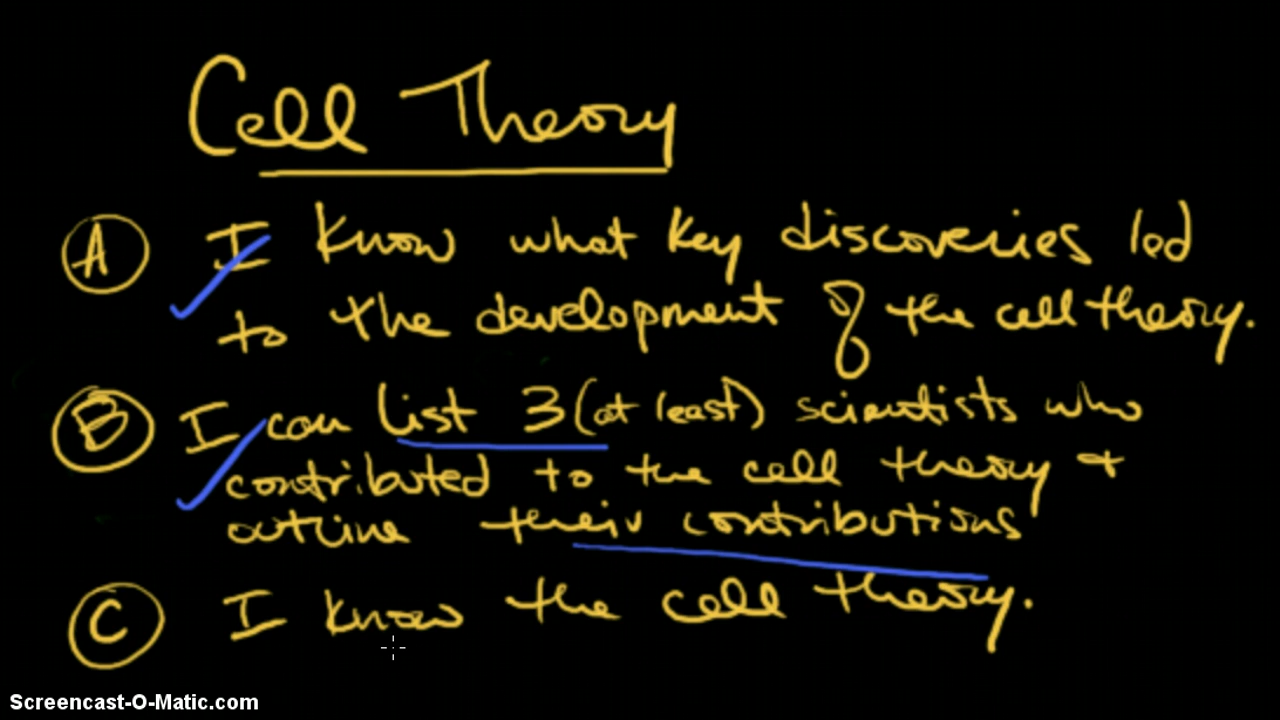 Cell Theory
A I know what key discoveries led
to the development of the cell theory.
B I can list 3 (at least) scientists who
contributed to the cell theory +
outline their contributions
C I know the cell theory.
Screencast-O-Matic.com